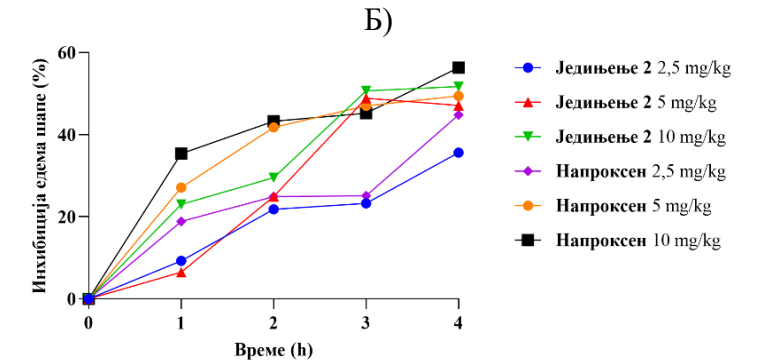 Б)
Инхибиција едема шапе (%)
60
40
20
0
0 1 2 3 4
Време (h)
Једињење 2 2,5 mg/kg
Једињење 2 5 mg/kg
Једињење 2 10 mg/kg
Напроксен 2,5 mg/kg
Напроксен 5 mg/kg
Напроксен 10 mg/kg